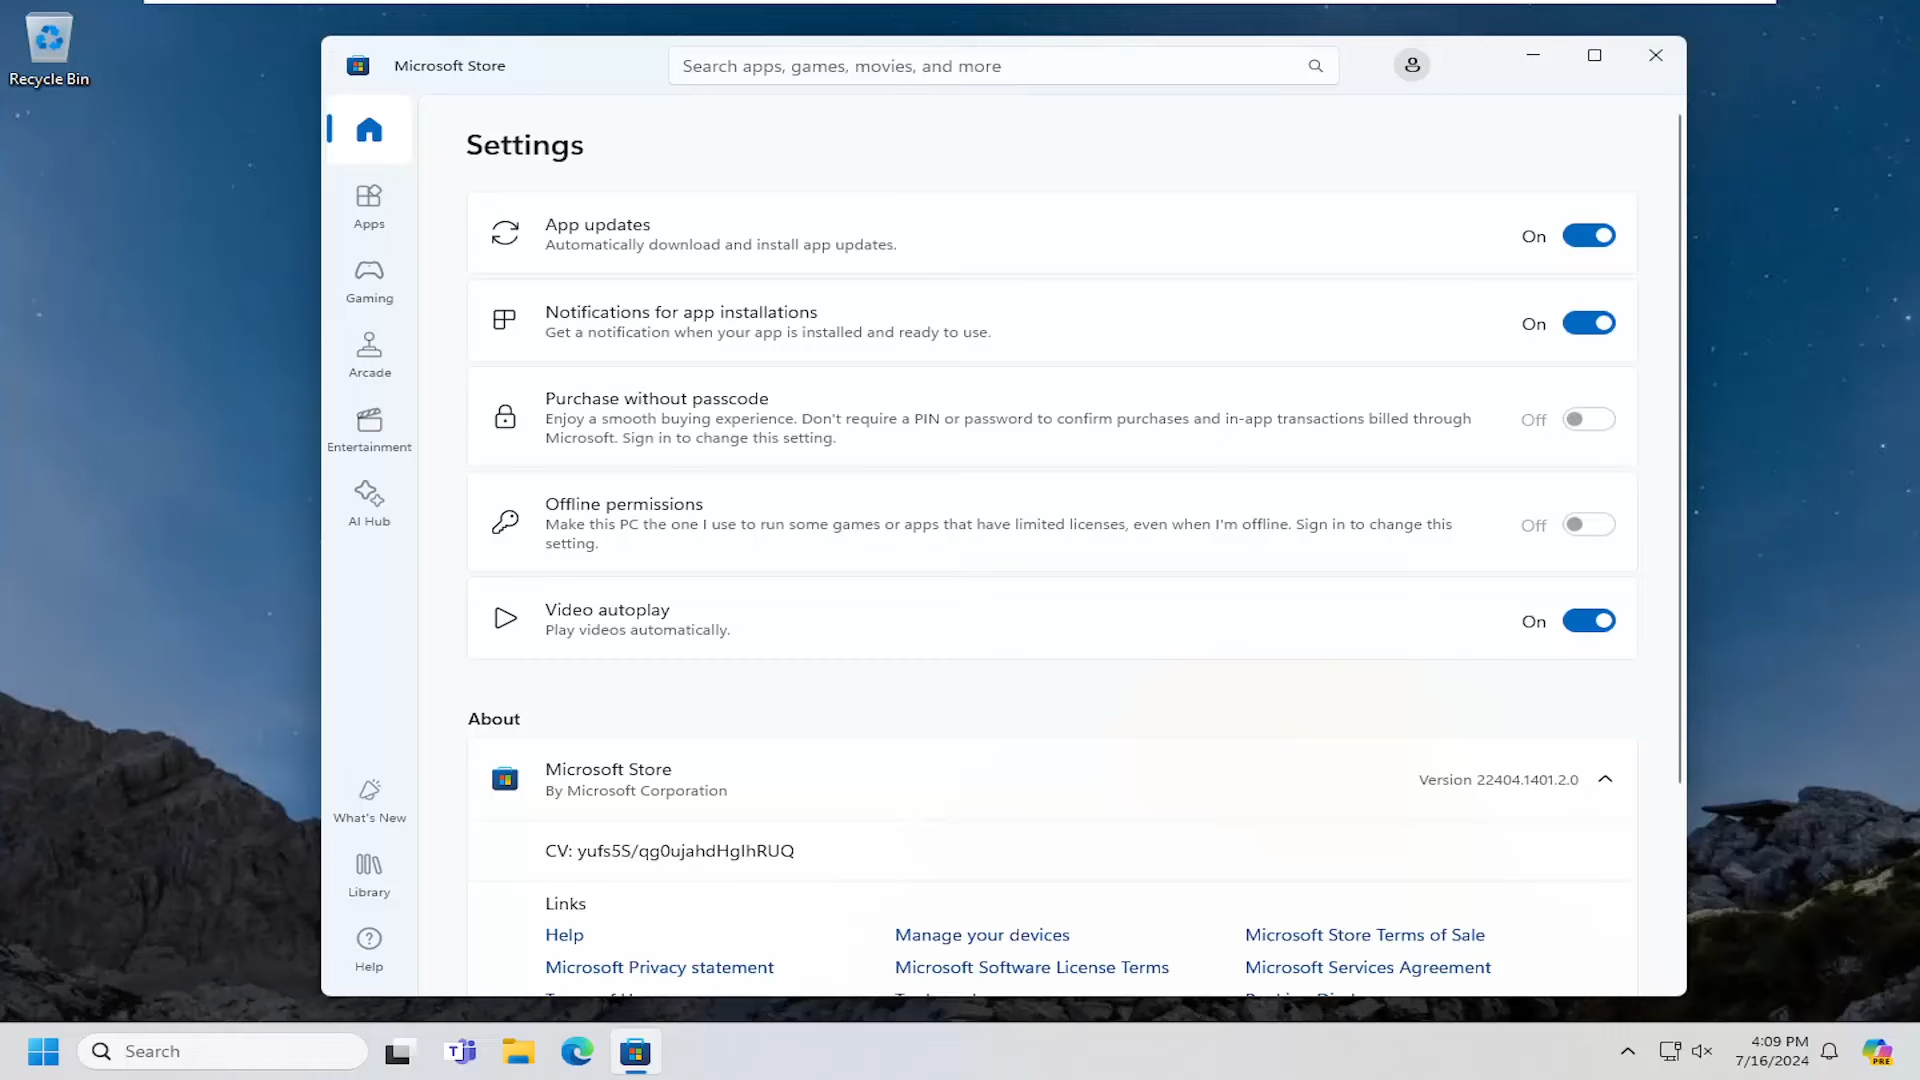 Recycle Bin
Microsoft Store
Search apps, games, movies, and more
Apps
Gaming
Arcade
Entertainment
AI Hub
What's New
Library
Help
Settings
App updates
Automatically download and install app updates.
On
Notifications for app installations
Get a notification when your app is installed and ready to use.
On
Purchase without passcode
Enjoy a smooth buying experience. Don't require a PIN or password to confirm purchases and in-app transactions billed through
Microsoft. Sign in to change this setting.
Off
Offline permissions
Make this PC the one I use to run some games or apps that have limited licenses, even when I'm offline. Sign in to change this
setting.
Off
Video autoplay
Play videos automatically.
On
About
Microsoft Store
By Microsoft Corporation
Version 22404.1401.2.0
CV: yufs5S/qg0ujahdHgIhRUQ
Links
Help
Manage your devices
Microsoft Store Terms of Sale
Microsoft Privacy statement
Microsoft Software License Terms
Microsoft Services Agreement
Search
4:09 PM
7/16/2024
PRE